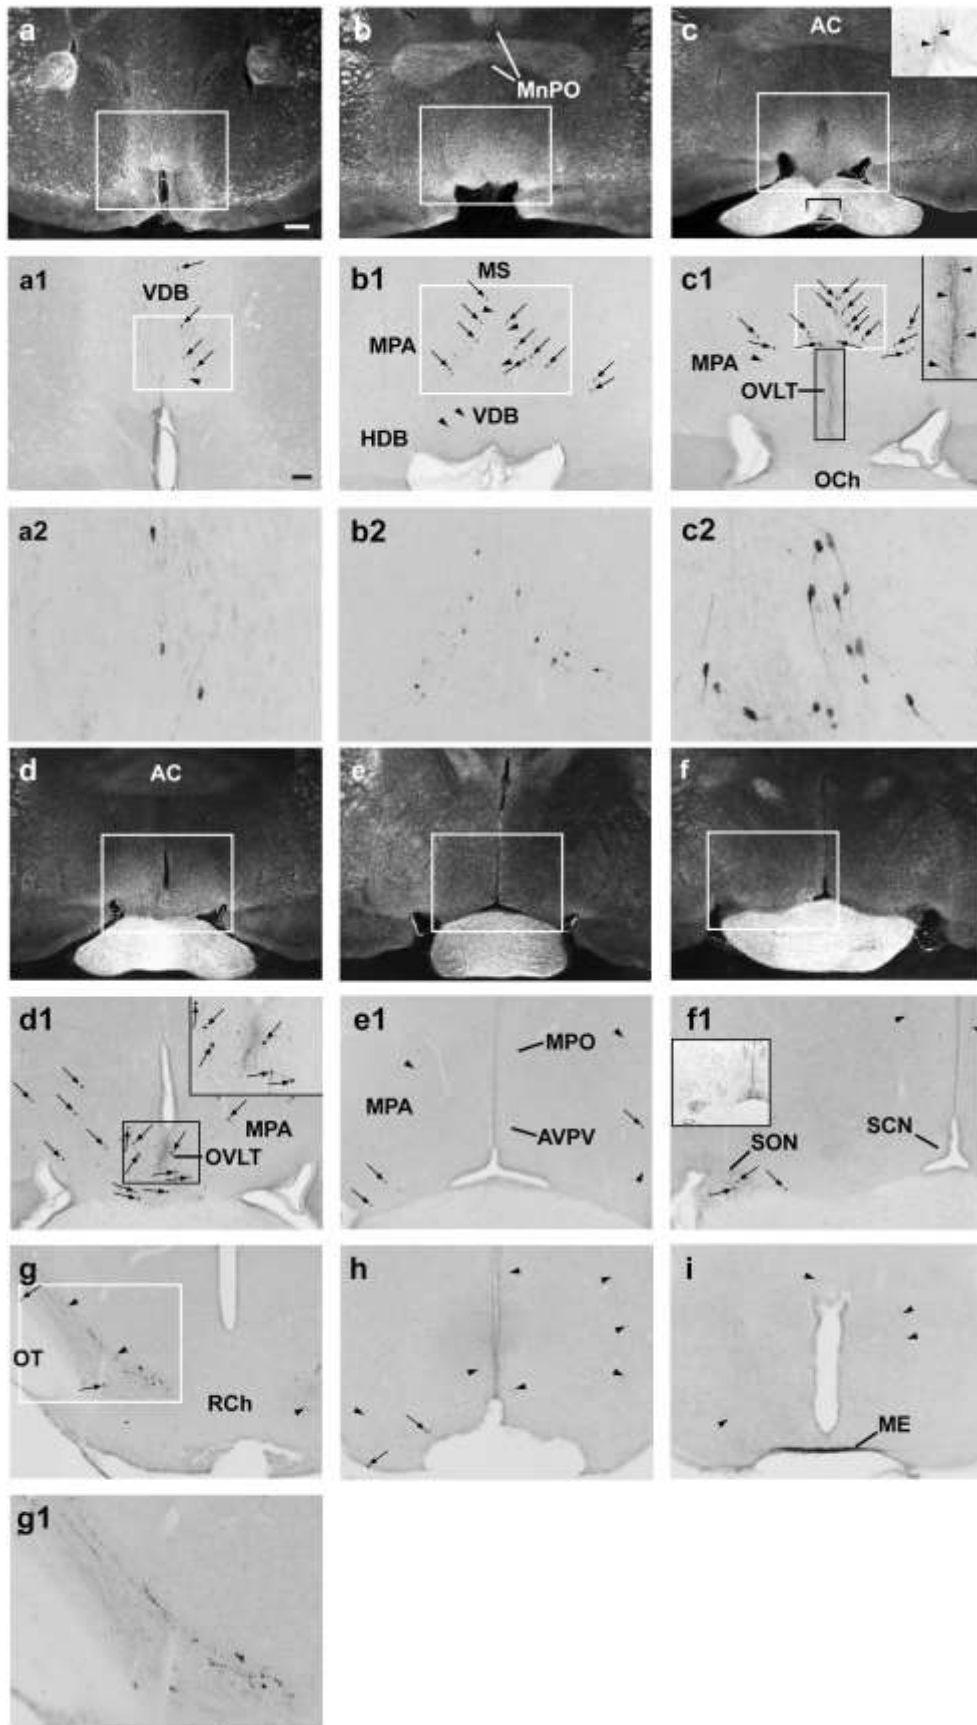 a
b
MnPO
c
AC
a1
VDB
b1
MS
MPA
HDB
VDB
c1
MPA
OVLT
OCh
a2
b2
c2
d
AC
e
f
d1
MPA
OVLT
e1
MPO
MPA
AVPV
f1
SON
SCN
g
OT
RCh
h
i
ME
g1